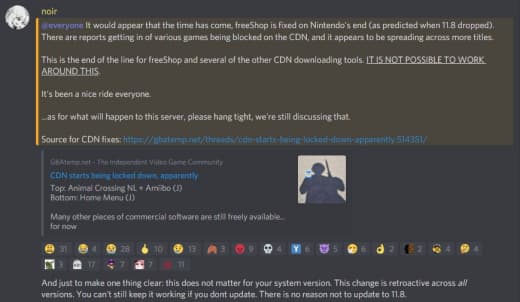 noir
@everyone It would appear that the time has come, freeShop is fixed on Nintendo's end (as predicted when 11.8 dropped).
There are reports getting in of various games being blocked on the CDN, and it appears to be spreading across more titles.
This is the end of the line for freeShop and several of the other CDN downloading tools. IT IS NOT POSSIBLE TO WORK
AROUND THIS.
It's been a nice ride everyone.
...as for what will happen to this server, please hang tight, we're still discussing that.
Source for CDN fixes: https://gbatemp.net/threads/cdn-starts-being-locked-down-apparently.514351/
GBAtemp.net - The Independent Video Game Community
CDN starts being locked down, apparently
Top: Animal Crossing NL + Amiibo (J)
Bottom: Home Menu (J)
Many other pieces of commercial software are still freely available...
for now
31 4 28 10 13 3 9 4 6 5 6 2 2 4 4
3 17 7 7 11
And just to make one thing clear: this does not matter for your system version. This change is retroactive across all
versions. You can't still keep it working if you dont update. There is no reason not to update to 11.8.